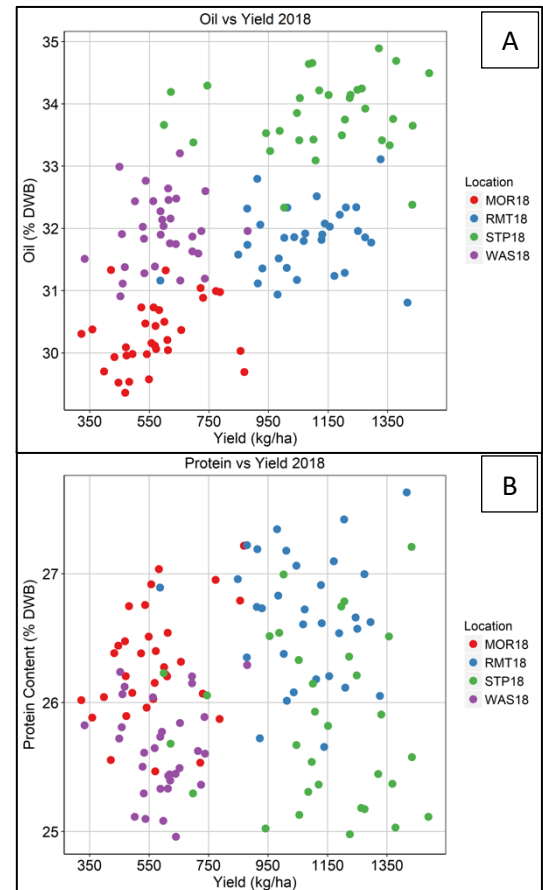 Oil vs Yield 2018
A
35
34
33
32
31
30
Oil (% DWB)
350 550 750 950 1150 1350
Yield (kg/ha)
Location
MOR18
RMT18
STP18
WAS18
Protein vs Yield 2018
B
27
26
25
Protein Content (% DWB)
350 550 750 950 1150 1350
Yield (kg/ha)
Location
MOR18
RMT18
STP18
WAS18